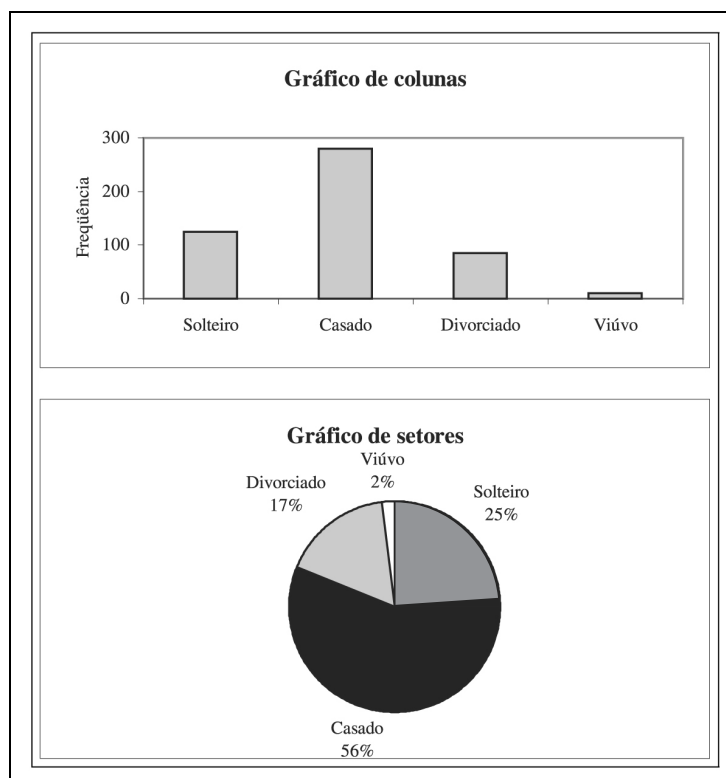 Gráfico de colunas
Freqüência
300
200
100
0
Solteiro
Casado
Divorciado
Viúvo
Gráfico de setores
Viúvo
2%
Divorciado
17%
Solteiro
25%
Casado
56%